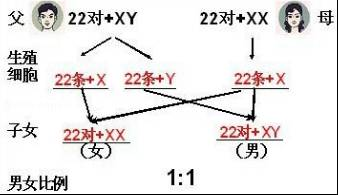 父 22对+XY 22对+XX 母
生殖
细胞 22条+X 22条+Y 22条+X
子女 22对+XX 22对+XY
(女) (男)
男女比例 1:1